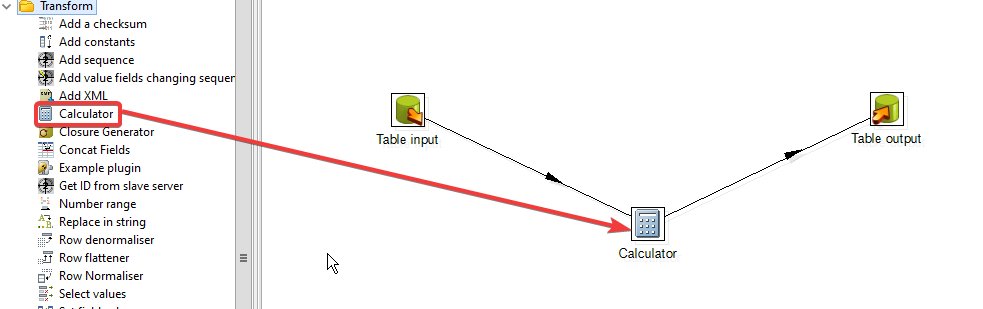 Transform
Add a checksum
Add constants
Add sequence
Add value fields changing sequen
Add XML
Calculator
Closure Generator
Concat Fields
Example plugin
Get ID from slave server
Number range
Replace in string
Row denormaliser
Row flattener
Row Normaliser
Select values
Table input
Table output
Calculator